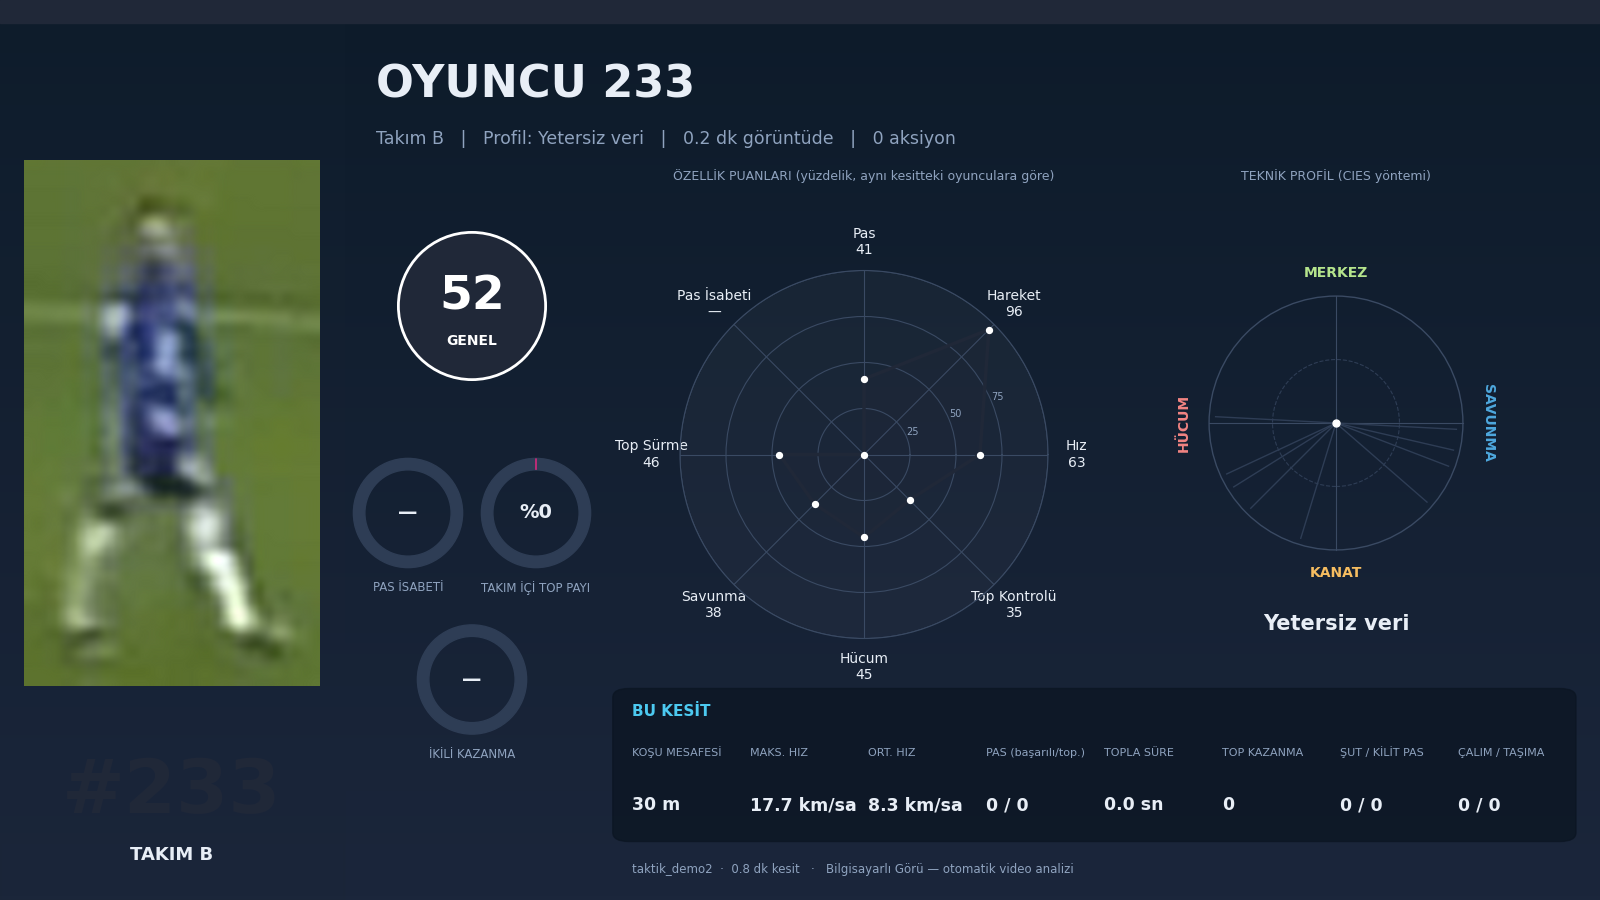 OYUNCU 233
Takım B | Profil: Yetersiz veri | 0.2 dk görüntüde | 0 aksiyon
ÖZELLİK PUANLARI (yüzdelik, aynı kesitteki oyunculara göre)
TEKNİK PROFİL (CIES yöntemi)
52
GENEL
—
PAS İSABETİ
%0
TAKIM İÇİ TOP PAYI
—
İKİLİ KAZANMA
Pas
41
Hareket
96
Pas İsabeti
—
75
50
25
Top Sürme
46
Hız
63
Savunma
38
Top Kontrolü
35
Hücum
45
MERKEZ
HÜCUM
SAVUNMA
KANAT
Yetersiz veri
#233
TAKIM B
BU KESİT
KOŞU MESAFESİ MAKS. HIZ ORT. HIZ PAS (başarılı/top.) TOPLA SÜRE TOP KAZANMA ŞUT / KİLİT PAS ÇALIM / TAŞIMA
30 m 17.7 km/sa 8.3 km/sa 0 / 0 0.0 sn 0 0 / 0 0 / 0
taktik_demo2 · 0.8 dk kesit · Bilgisayarlı Görü — otomatik video analizi